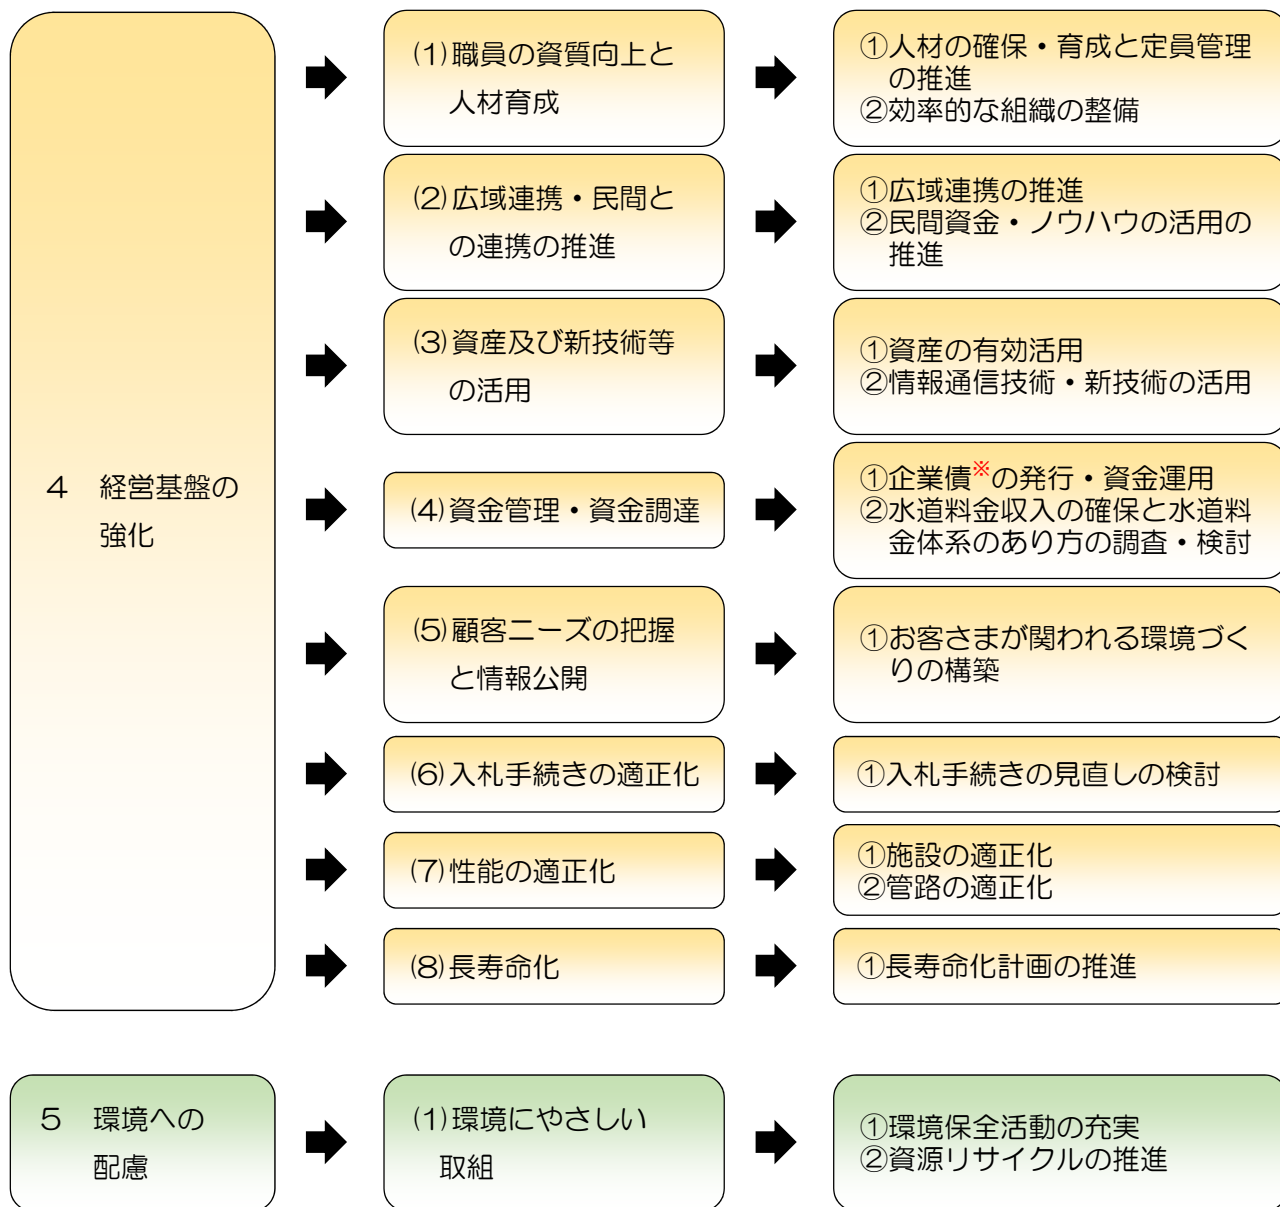 4　経営基盤の
強化
(1)職員の資質向上と
人材育成
①人材の確保・育成と定員管理
の推進
②効率的な組織の整備
(2)広域連携・民間と
の連携の推進
①広域連携の推進
②民間資金・ノウハウの活用の
推進
(3)資産及び新技術等
の活用
①資産の有効活用
②情報通信技術・新技術の活用
(4)資金管理・資金調達
①企業債※の発行・資金運用
②水道料金収入の確保と水道料
金体系のあり方の調査・検討
(5)顧客ニーズの把握
と情報公開
①お客さまが関われる環境づく
りの構築
(6)入札手続きの適正化
①入札手続きの見直しの検討
(7)性能の適正化
①施設の適正化
②管路の適正化
(8)長寿命化
①長寿命化計画の推進
5　環境への
配慮
(1)環境にやさしい
取組
①環境保全活動の充実
②資源リサイクルの推進